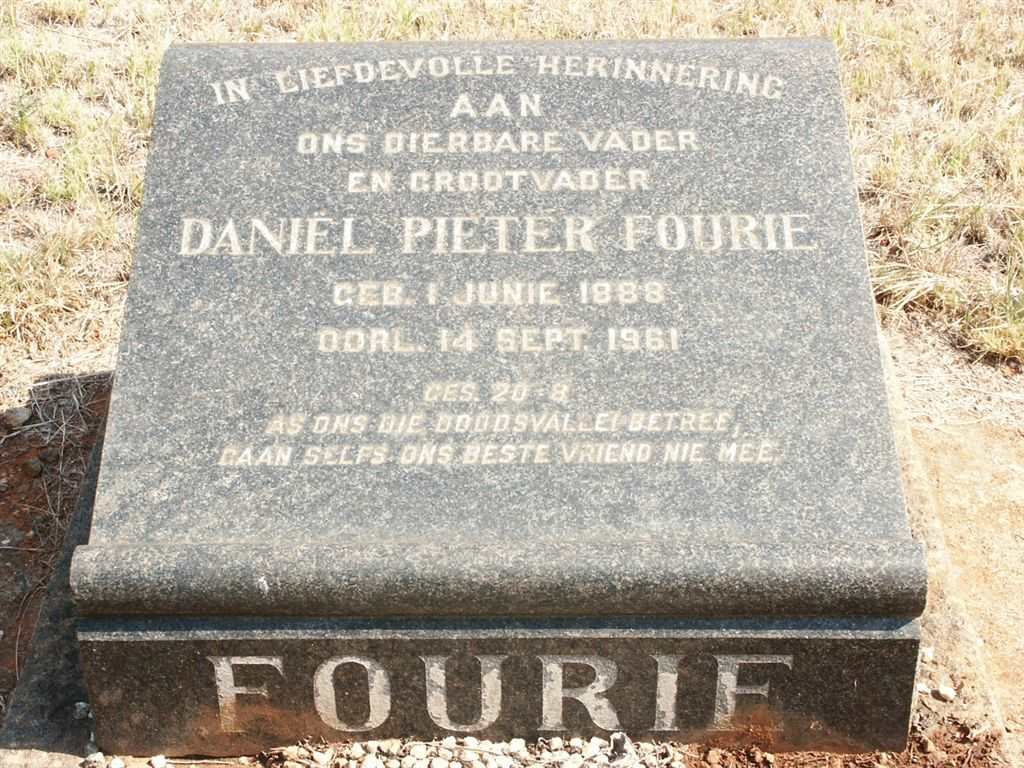 IN LIEFDEVOLLE HERINNERING
AAN
ONS DIERBARE VADER
EN GROOTVADER
DANIËL PIETER FOURIE
GEB. 1 JUNIE 1888
OORL. 14 SEPT. 1961
GES. 20-8
AS ONS DIE DOODSVALLEI BETREE,
GAAN SELFS ONS BESTE VRIEND NIE MEE.
FOURIE